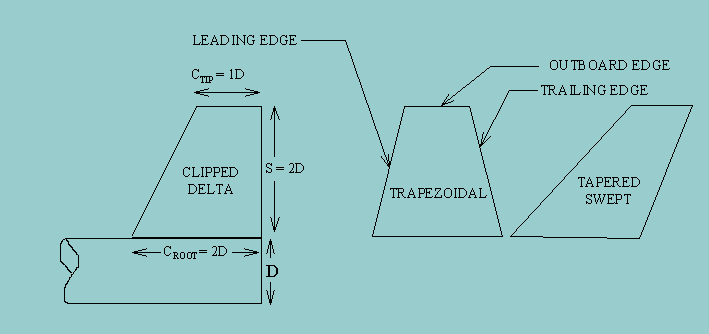 LEADING EDGE
C_TIP = 1D
OUTBOARD EDGE
TRAILING EDGE
CLIPPED
DELTA
S = 2D
TRAPEZOIDAL
TAPERED
SWEPT
C_ROOT = 2D
D